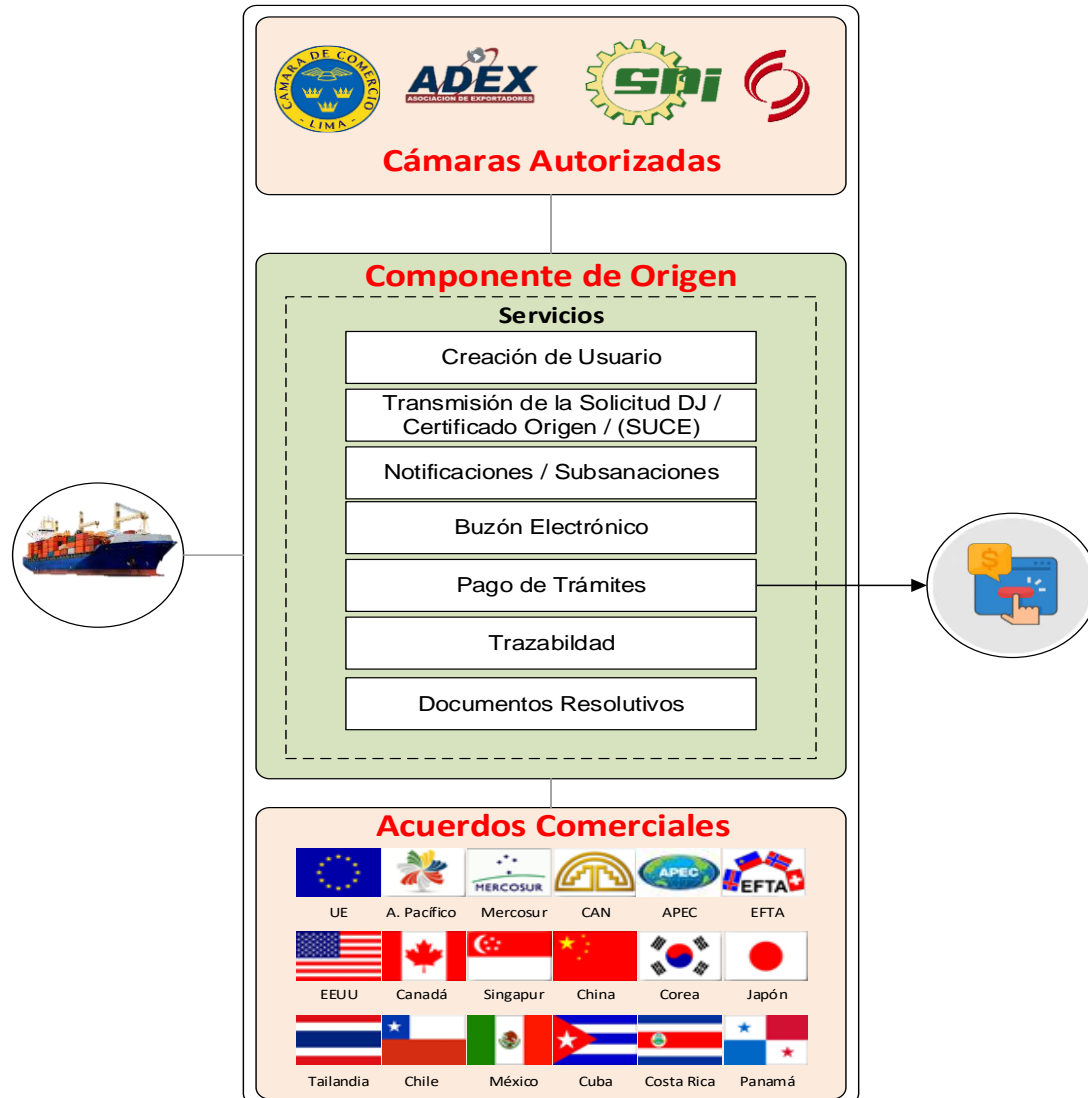 CÁMARA DE COMERCIO
- LIMA -
ADEX
ASOCIACION DE EXPORTADORES
sni
Cámaras Autorizadas
Componente de Origen
Servicios
Creación de Usuario
Transmisión de la Solicitud DJ /
Certificado Origen / (SUCE)
Notificaciones / Subsanaciones
Buzón Electrónico
Pago de Trámites
$
Trazabildad
Documentos Resolutivos
Acuerdos Comerciales
MERCOSUR
APEC
EFTA
UE A. Pacífico Mercosur CAN APEC EFTA
EEUU Canadá Singapur China Corea Japón
Tailandia Chile México Cuba Costa Rica Panamá